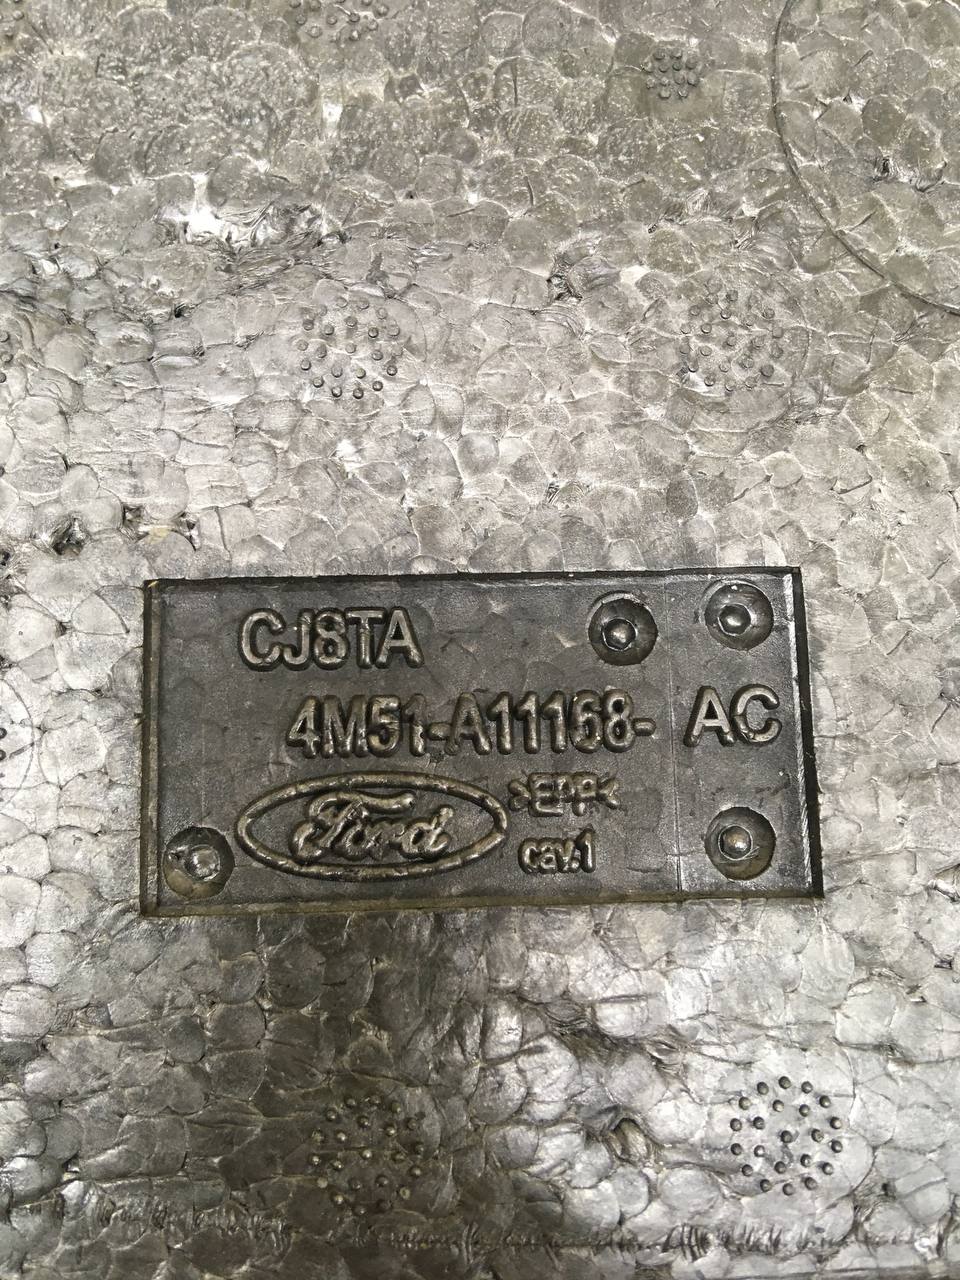 CJ8TA
4M51-A11168-AC
Ford
>EPP<
cav.1